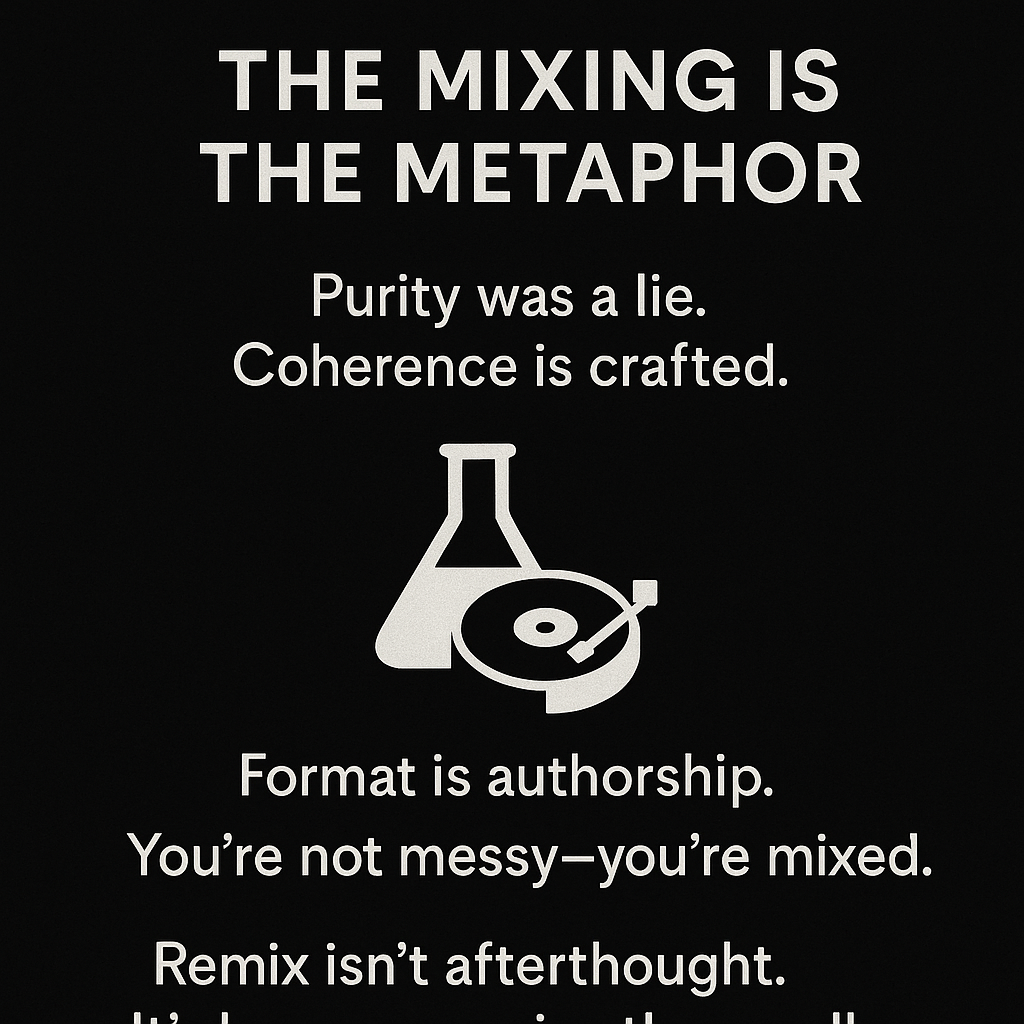 THE MIXING IS
THE METAPHOR
Purity was a lie.
Coherence is crafted.
Format is authorship.
You’re not messy–you’re mixed.
Remix isn’t afterthought.